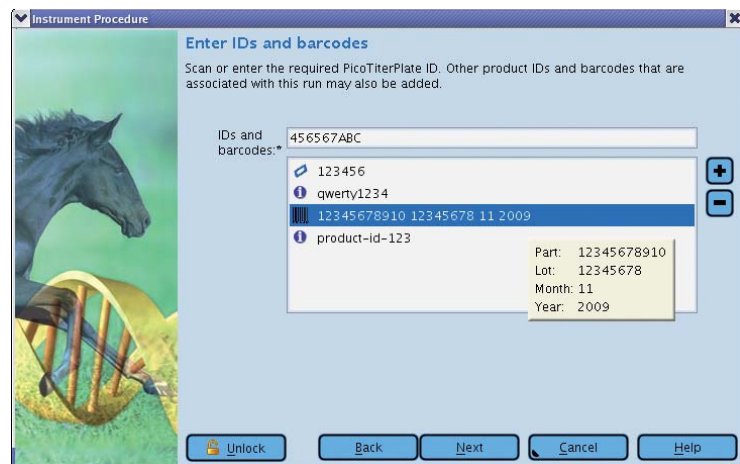 Instrument Procedure
Enter IDs and barcodes
Scan or enter the required PicoTiterPlate ID. Other product IDs and barcodes that are
associated with this run may also be added.
IDs and
barcodes:*
456567ABC
123456
qwerty1234
12345678910 12345678 11 2009
product-id-123
Part: 12345678910
Lot: 12345678
Month: 11
Year: 2009
Unlock Back Next Cancel Help